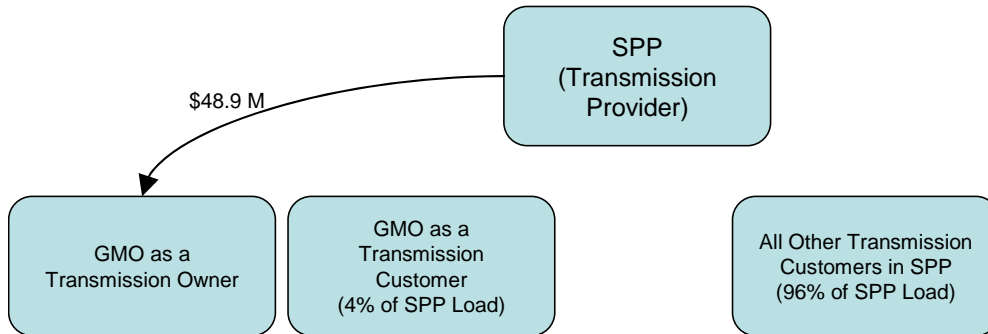 SPP
(Transmission
Provider)
$48.9 M
GMO as a
Transmission Owner
GMO as a
Transmission
Customer
(4% of SPP Load)
All Other Transmission
Customers in SPP
(96% of SPP Load)